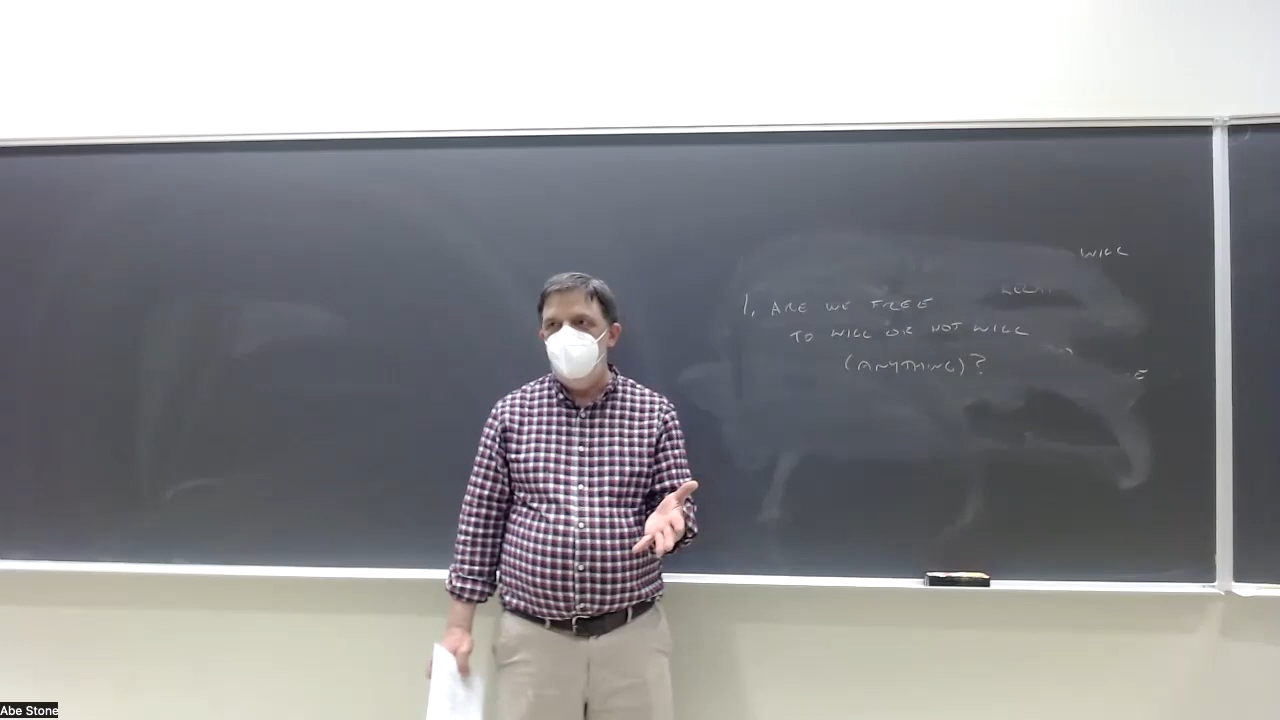 WILL
1. ARE WE FREE
TO WILL OR NOT WILL
(ANYTHING)?
Abe Stone